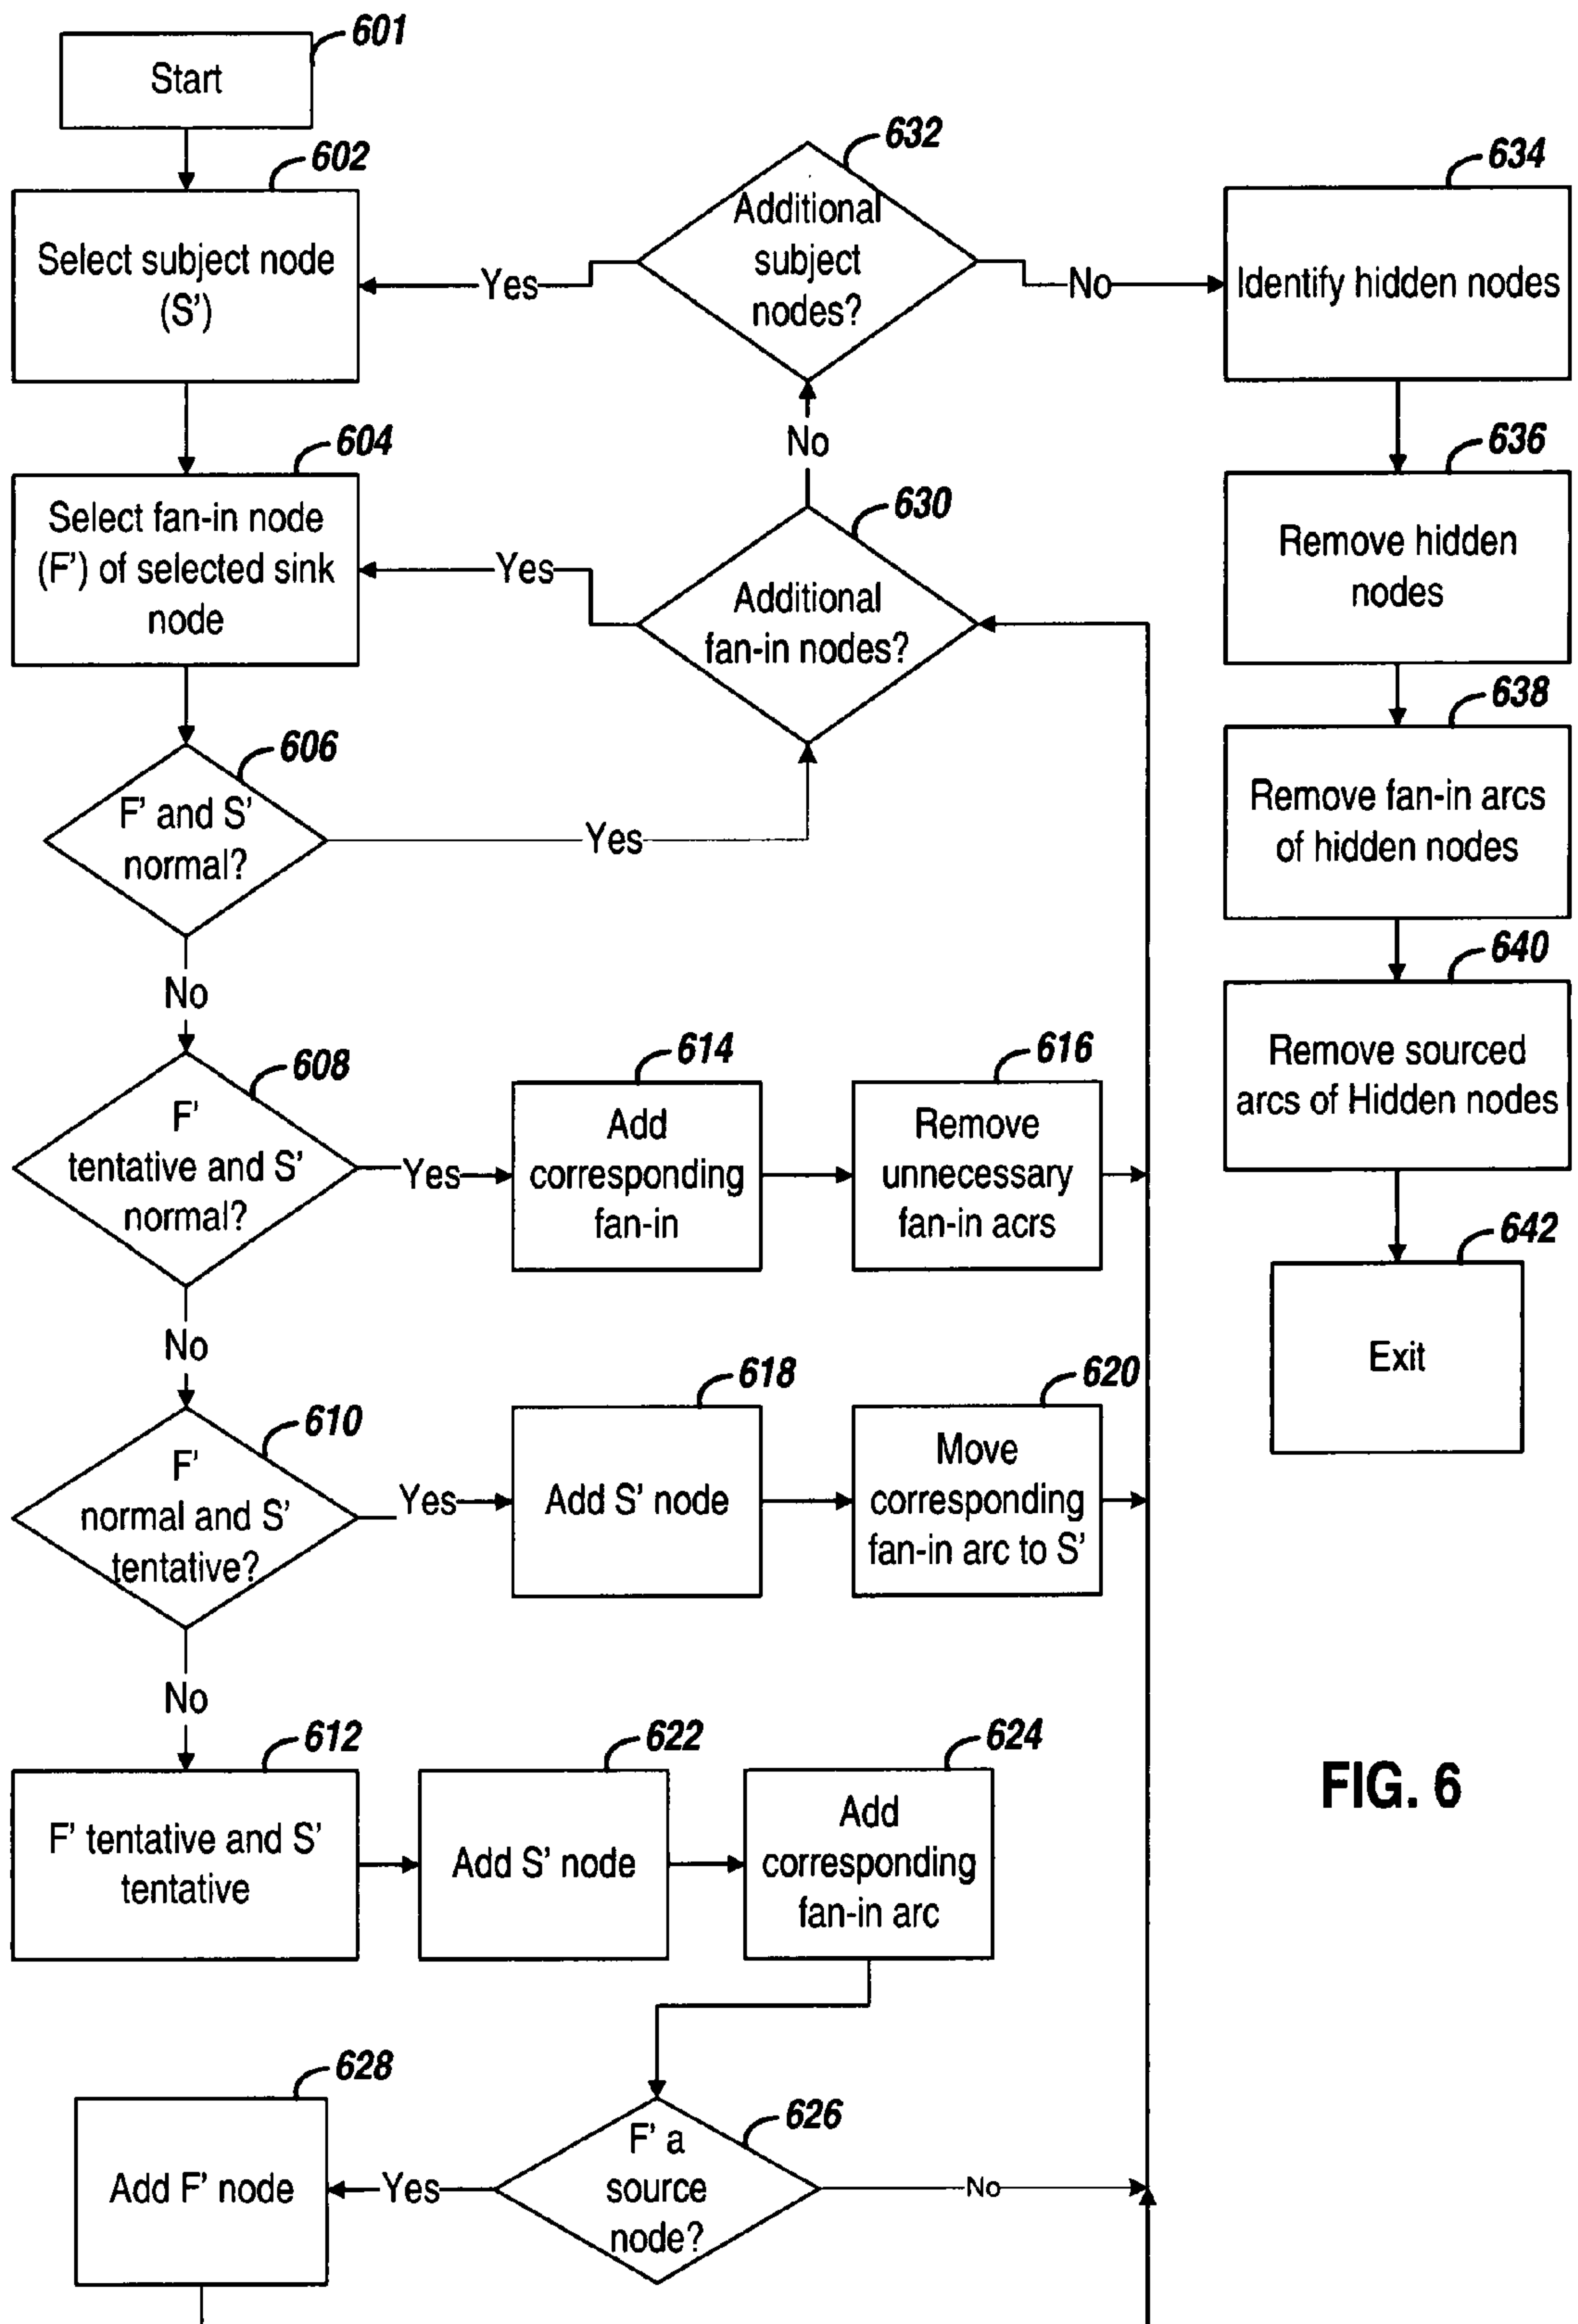 601
Start
602
Select subject node
(S')
604
Select fan-in node
(F') of selected sink
node
606
F' and S'
normal?
Yes
No
608
F'
tentative and S'
normal?
Yes
No
614
Add
corresponding
fan-in
616
Remove
unnecessary
fan-in acrs
610
F'
normal and S'
tentative?
Yes
No
618
Add S' node
620
Move
corresponding
fan-in arc to S'
612
F' tentative and S'
tentative
622
Add S' node
624
Add
corresponding
fan-in arc
626
F' a
source
node?
Yes
No
628
Add F' node
630
Additional
fan-in nodes?
Yes
No
632
Additional
subject
nodes?
Yes
No
634
Identify hidden nodes
636
Remove hidden
nodes
638
Remove fan-in arcs
of hidden nodes
640
Remove sourced
arcs of Hidden nodes
642
Exit
FIG. 6